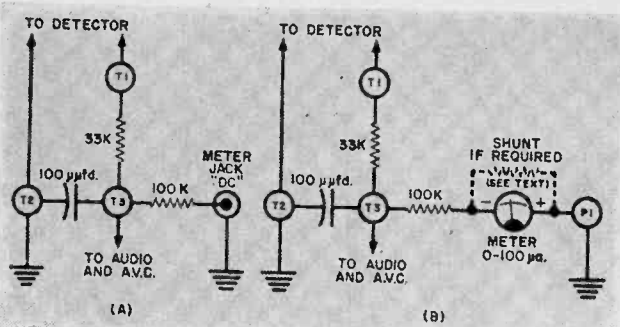 TO DETECTOR
T1
33K
100 μμfd.
T2
T3
100 K
METER
JACK
"DC"
TO AUDIO
AND A.V.C.
(A)
TO DETECTOR
T1
33K
100 μμfd.
T2
T3
100K
SHUNT
IF REQUIRED
(SEE TEXT)
- +
METER
0-100 μa.
P1
TO AUDIO
AND A.V.C.
(B)